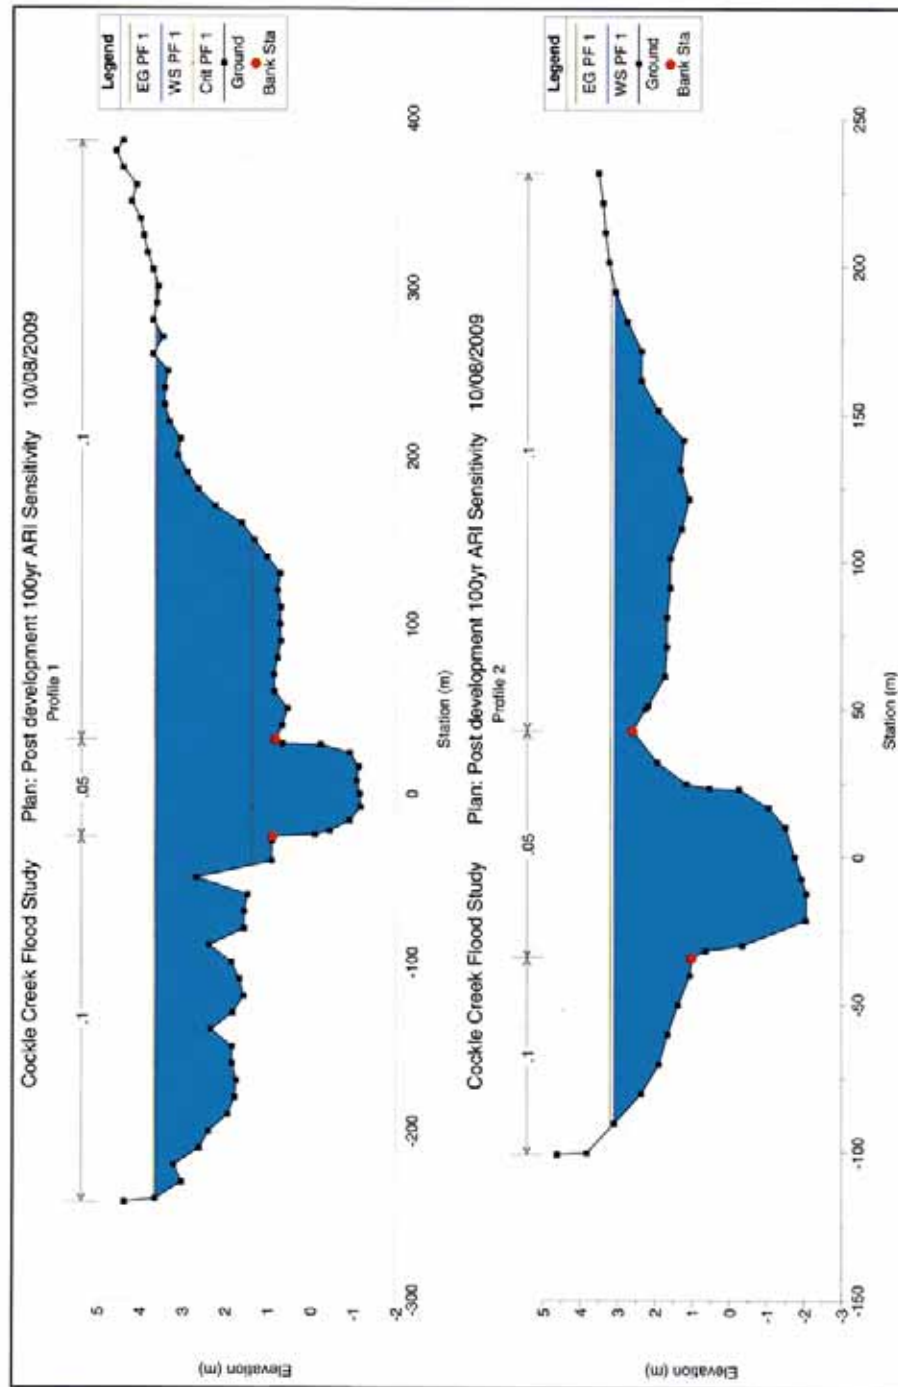 Cockle Creek Flood Study Plan: Post development 100yr ARI Sensitivity 10/08/2009
Profile 1
.1
.05
.1
Legend
EG PF 1
WS PF 1
Crit PF 1
Ground
Bank Sta
5
4
3
2
1
0
-1
-2
Elevation (m)
-300
-200
-100
0
100
200
300
400
Station (m)
Cockle Creek Flood Study Plan: Post development 100yr ARI Sensitivity 10/08/2009
Profile 2
.1
.05
.1
Legend
EG PF 1
WS PF 1
Ground
Bank Sta
5
4
3
2
1
0
-1
-2
-3
Elevation (m)
-150
-100
-50
0
50
100
150
200
250
Station (m)